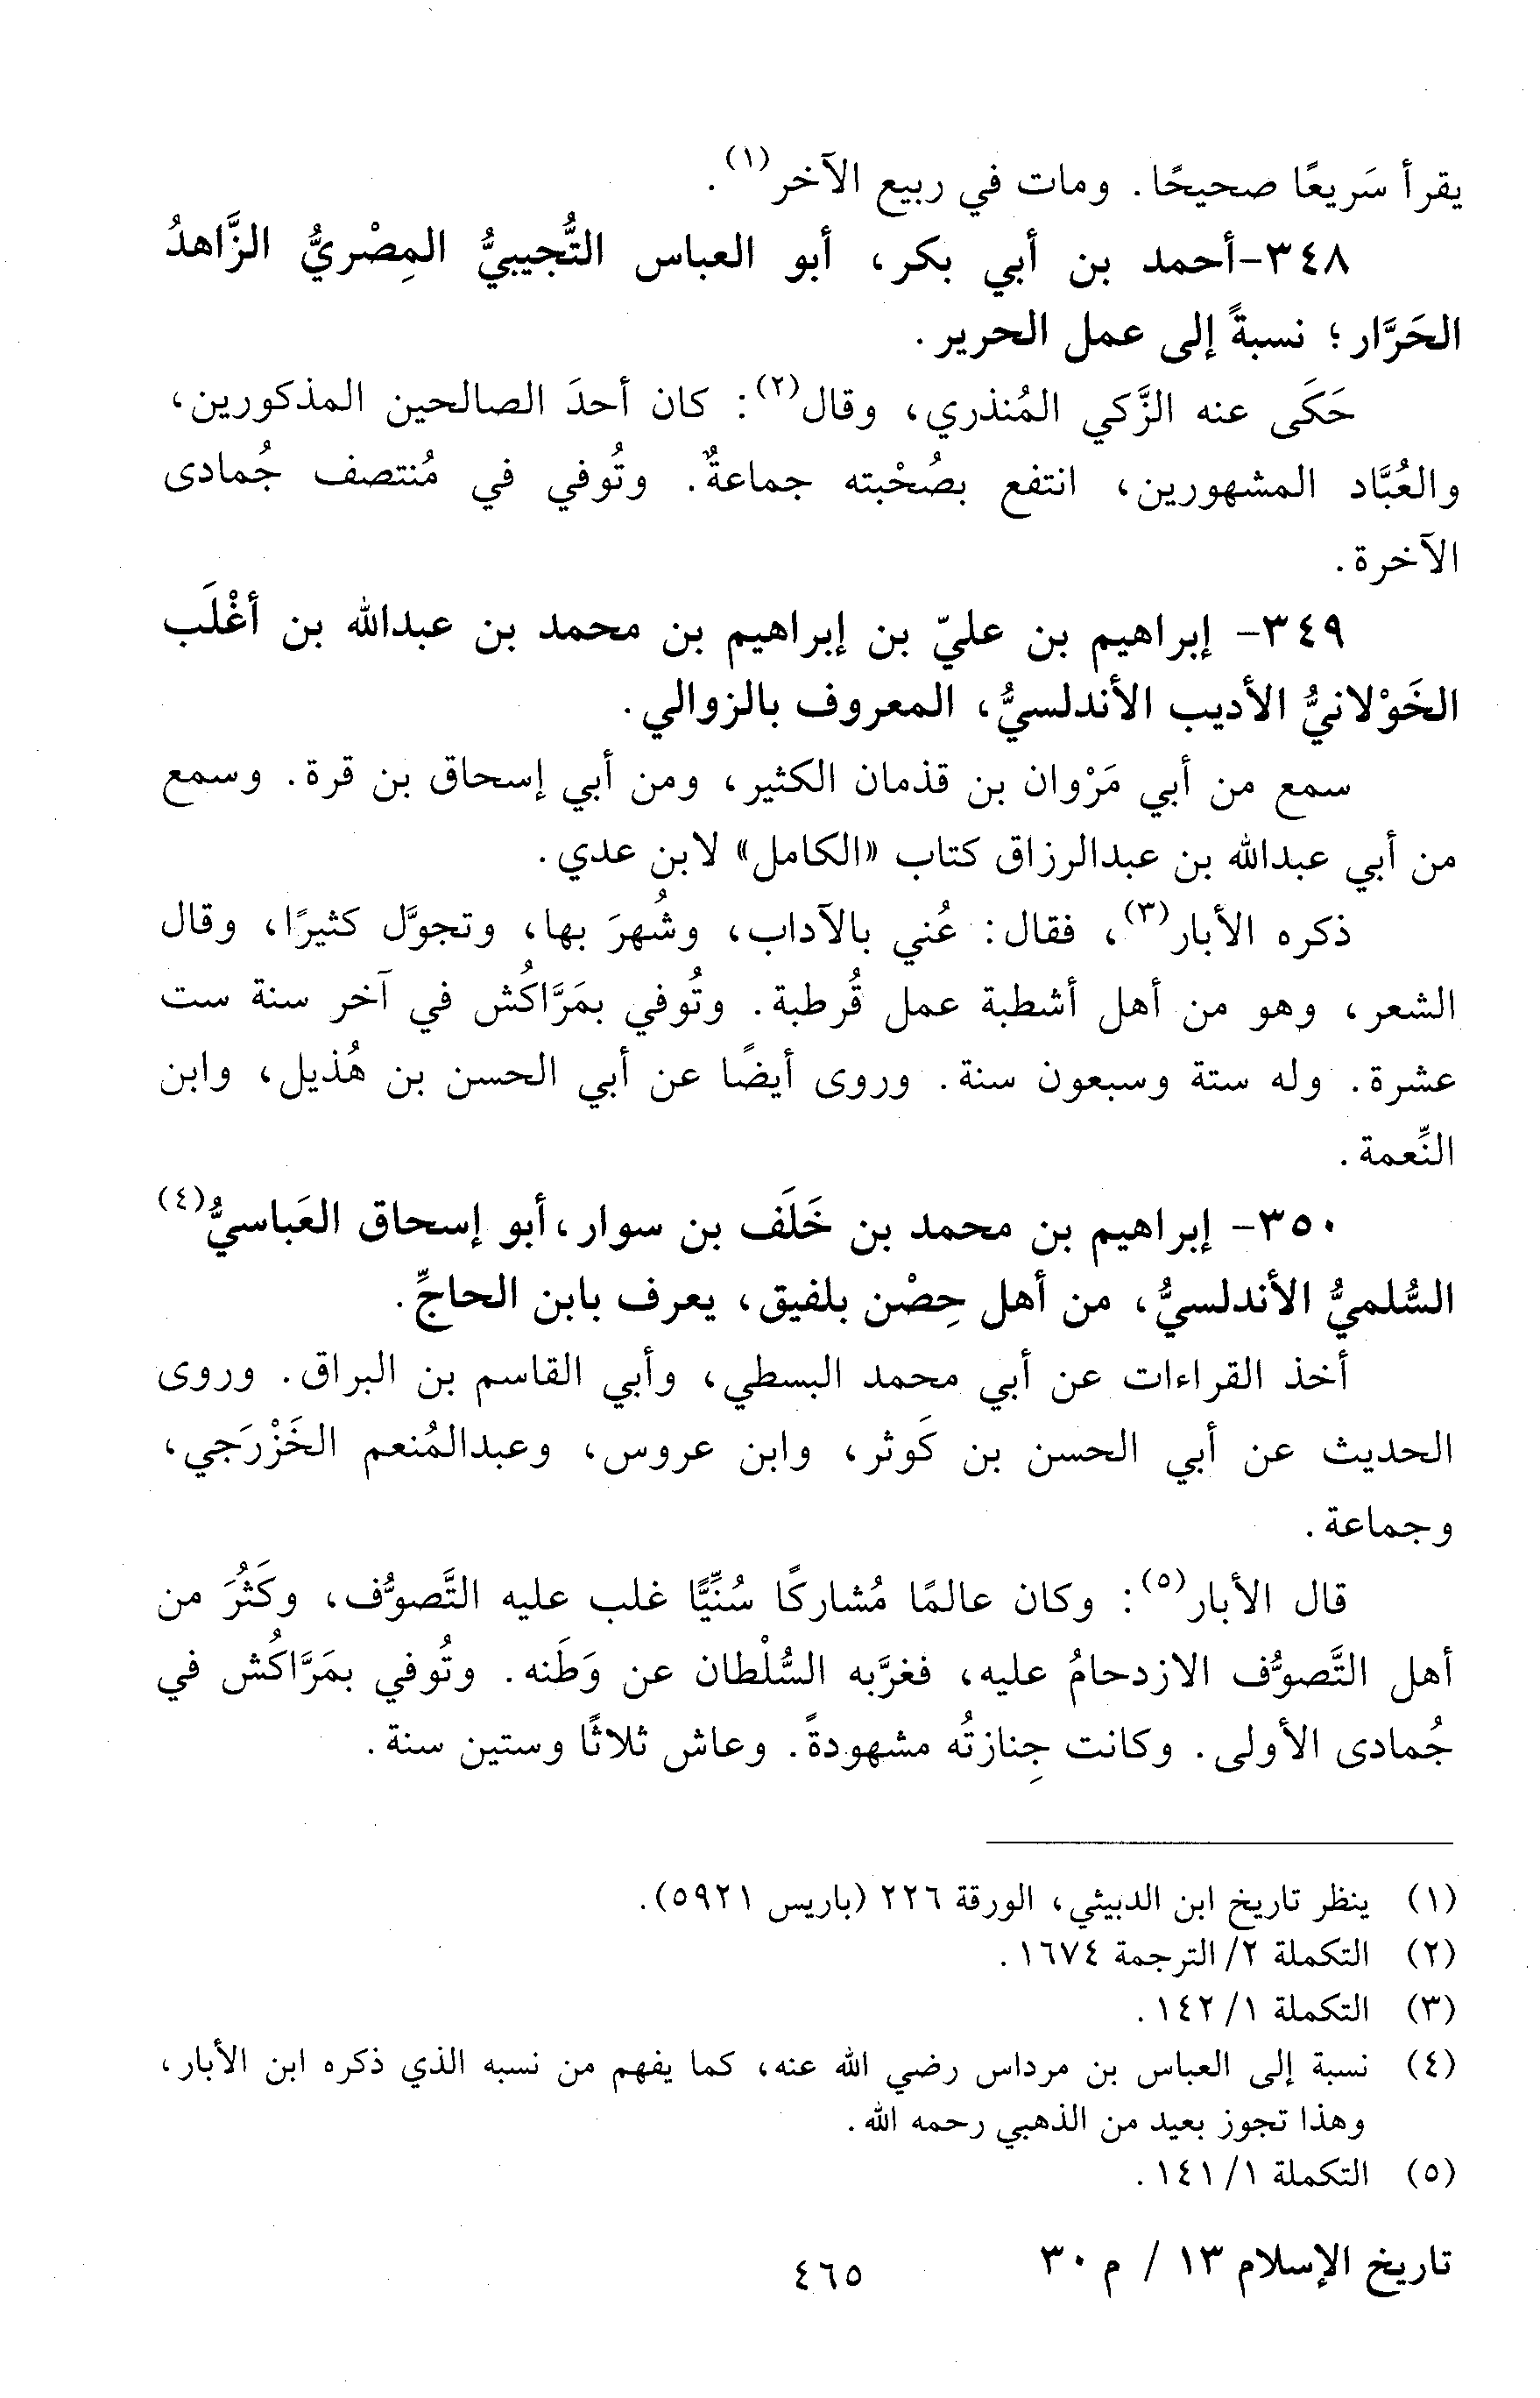 يقرأ سَريعًا صحيحًا. ومات في ربيع الآخر(١).
٣٤٨-أحمد بن أبي بكر، أبو العباس التُّجيبيُّ المِصْريُّ الزَّاهدُ
الحَرَّار؛ نسبةً إلى عمل الحرير.
حَكَى عنه الزَّكي المُنذري، وقال(٢): كان أحدَ الصالحين المذكورين،
والعُبَّاد المشهورين، انتفع بصُحْبته جماعةٌ. وتُوفي في مُنتصف جُمادى
الآخرة.
٣٤٩- إبراهيم بن عليّ بن إبراهيم بن محمد بن عبدالله بن أغْلَب
الخَوْلانيُّ الأديب الأندلسيُّ، المعروف بالزوالي.
سمع من أبي مَرْوان بن قذمان الكثير، ومن أبي إسحاق بن قرة. وسمع
من أبي عبدالله بن عبدالرزاق كتاب «الكامل» لابن عدي.
ذكره الأبار(٣)، فقال: عُني بالآداب، وشُهرَ بها، وتجوَّل كثيرًا، وقال
الشعر، وهو من أهل أشطبة عمل قُرطبة. وتُوفي بمَرَّاكُش في آخر سنة ست
عشرة. وله ستة وسبعون سنة. وروى أيضًا عن أبي الحسن بن هُذيل، وابن
النِّعمة.
٣٥٠- إبراهيم بن محمد بن خَلَف بن سوار،أبو إسحاق العَباسيُّ(٤)
السُّلميُّ الأندلسيُّ، من أهل حِصْن بلفيق، يعرف بابن الحاجِّ.
أخذ القراءات عن أبي محمد البسطي، وأبي القاسم بن البراق. وروى
الحديث عن أبي الحسن بن كَوثر، وابن عروس، وعبدالمُنعم الخَزْرَجي،
وجماعة.
قال الأبار(٥): وكان عالمًا مُشاركًا سُنِّيًّا غلب عليه التَّصوُّف، وكَثُرَ من
أهل التَّصوُّف الازدحامُ عليه، فغرَّبه السُّلْطان عن وَطَنه. وتُوفي بمَرَّاكُش في
جُمادى الأولى. وكانت جِنازتُه مشهودةً. وعاش ثلاثًا وستين سنة.
(١) ينظر تاريخ ابن الدبيثي، الورقة ٢٢٦ (باريس ٥٩٢١).
(٢) التكملة ٢/ الترجمة ١٦٧٤.
(٣) التكملة ١/ ١٤٢.
(٤) نسبة إلى العباس بن مرداس رضي الله عنه، كما يفهم من نسبه الذي ذكره ابن الأبار،
وهذا تجوز بعيد من الذهبي رحمه الله.
(٥) التكملة ١/ ١٤١.
تاريخ الإسلام ١٣ / م ٣٠
٤٦٥